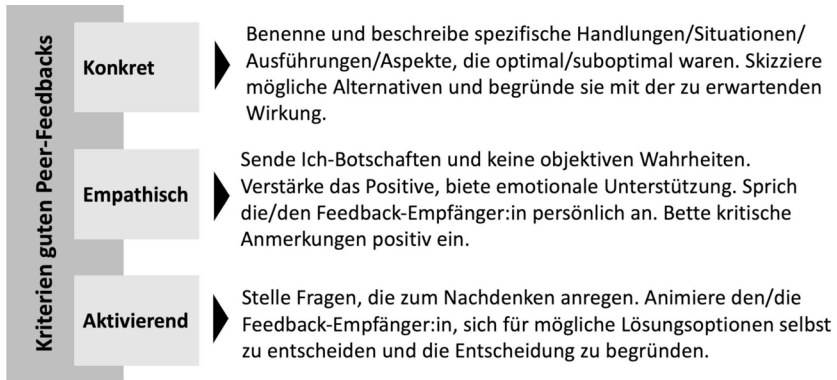 Kriterien guten Peer-Feedbacks
Konkret
Benenne und beschreibe spezifische Handlungen/Situationen/
Ausführungen/Aspekte, die optimal/suboptimal waren. Skizziere
mögliche Alternativen und begründe sie mit der zu erwartenden
Wirkung.
Empathisch
Sende Ich-Botschaften und keine objektiven Wahrheiten.
Verstärke das Positive, biete emotionale Unterstützung. Sprich
die/den Feedback-Empfänger:in persönlich an. Bette kritische
Anmerkungen positiv ein.
Aktivierend
Stelle Fragen, die zum Nachdenken anregen. Animiere den/die
Feedback-Empfänger:in, sich für mögliche Lösungsoptionen selbst
zu entscheiden und die Entscheidung zu begründen.